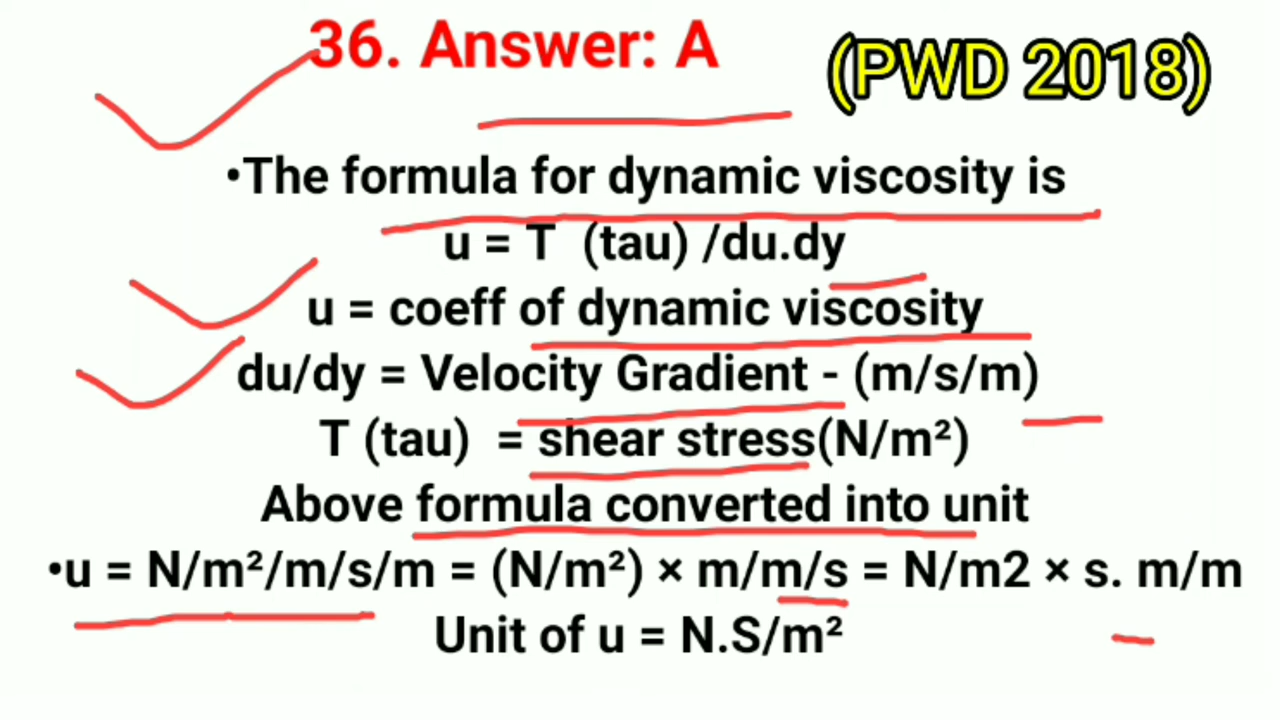 36. Answer: A
(PWD 2018)
•The formula for dynamic viscosity is
u = T (tau) /du.dy
u = coeff of dynamic viscosity
du/dy = Velocity Gradient - (m/s/m)
T (tau) = shear stress(N/m²)
Above formula converted into unit
•u = N/m²/m/s/m = (N/m²) × m/m/s = N/m2 × s. m/m
Unit of u = N.S/m²